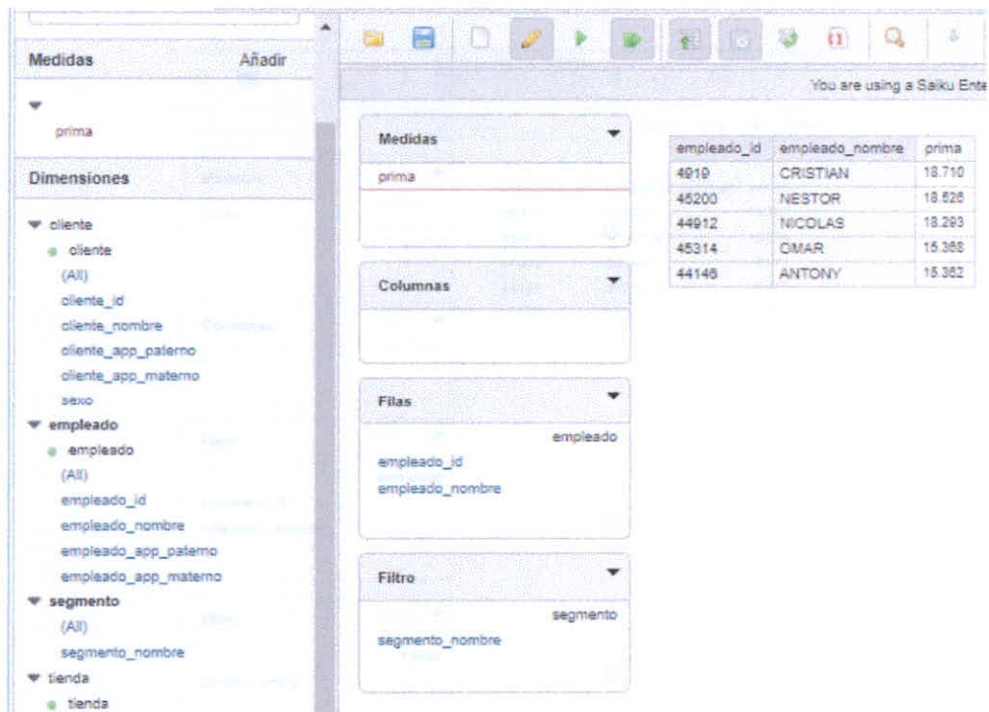 Medidas Añadir
prima
Dimensiones
cliente
cliente
(All)
cliente_id
cliente_nombre
cliente_app_paterno
cliente_app_materno
sexo
empleado
empleado
(All)
empleado_id
empleado_nombre
empleado_app_paterno
empleado_app_materno
segmento
(All)
segmento_nombre
tienda
tienda
You are using a Saiku Ente
Medidas
prima
Columnas
Filas
empleado
empleado_id
empleado_nombre
Filtro
segmento
segmento_nombre
empleado_id empleado_nombre prima
4919 CRISTIAN 18.710
45200 NESTOR 18.526
44912 NICOLAS 18.293
45314 OMAR 15.368
44146 ANTONY 15.362